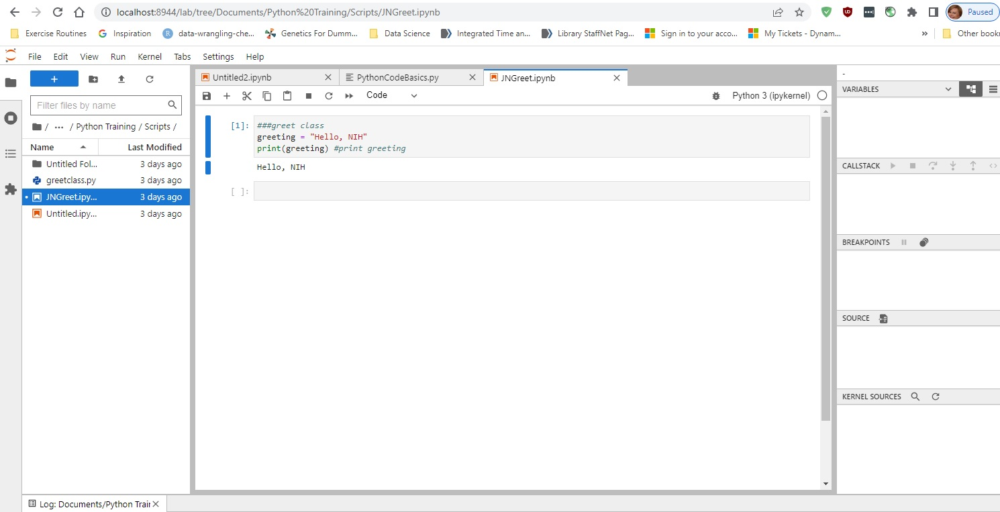 localhost:8944/lab/tree/Documents/Python%20Training/Scripts/JNGreet.ipynb
Paused
Exercise Routines Inspiration data-wrangling-che... Genetics For Dumm... Data Science Integrated Time an... Library StaffNet Pag... Sign in to your acco... My Tickets - Dynam... » Other book
File Edit View Run Kernel Tabs Settings Help
+
Filter files by name
/ ... / Python Training / Scripts /
Name Last Modified
Untitled Fol... 3 days ago
greetclass.py 3 days ago
JNGreet.ipy... 3 days ago
Untitled.ipy... 3 days ago
Untitled2.ipynb PythonCodeBasics.py JNGreet.ipynb
Code Python 3 (ipykernel)
[1]: ###greet class
greeting = "Hello, NIH"
print(greeting) #print greeting
Hello, NIH
[ ]:
-
VARIABLES
CALLSTACK
BREAKPOINTS
SOURCE
KERNEL SOURCES
Log: Documents/Python Trair